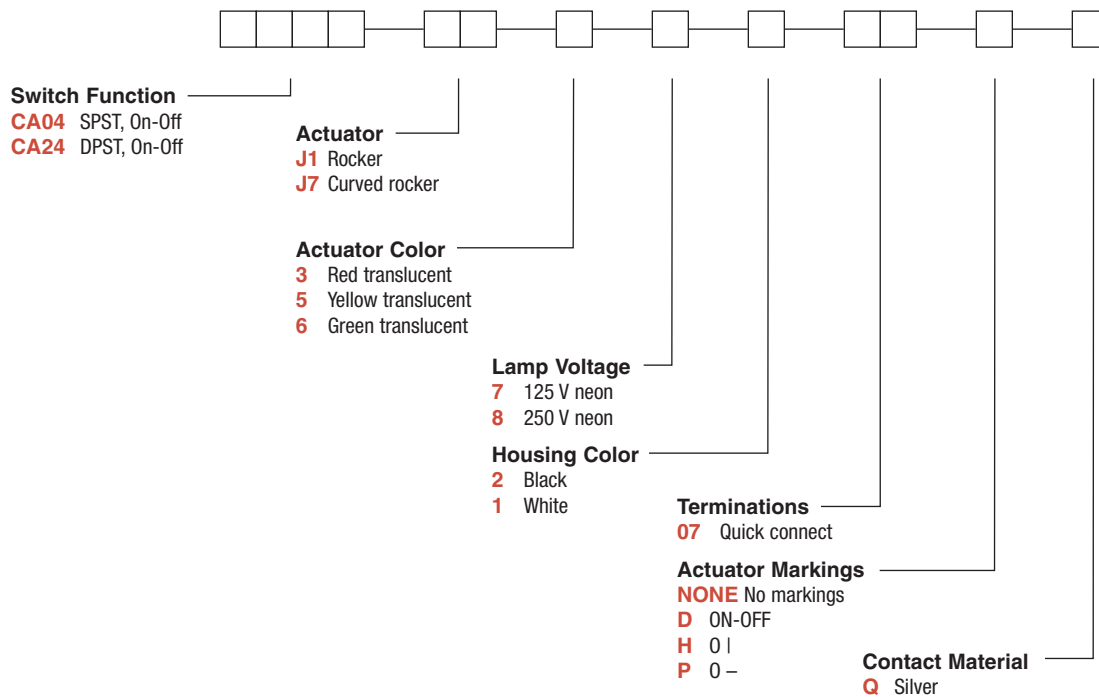 Switch Function
CA04 SPST, On-Off
CA24 DPST, On-Off
Actuator
J1 Rocker
J7 Curved rocker
Actuator Color
3 Red translucent
5 Yellow translucent
6 Green translucent
Lamp Voltage
7 125 V neon
8 250 V neon
Housing Color
2 Black
1 White
Terminations
07 Quick connect
Actuator Markings
NONE No markings
D ON-OFF
H 0 |
P 0 –
Contact Material
Q Silver